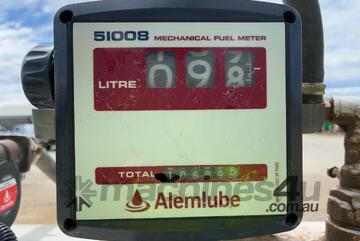 51008 MECHANICAL FUEL METER
LITRE 098
TOTAL
Alemlube
machines4u
.com.au